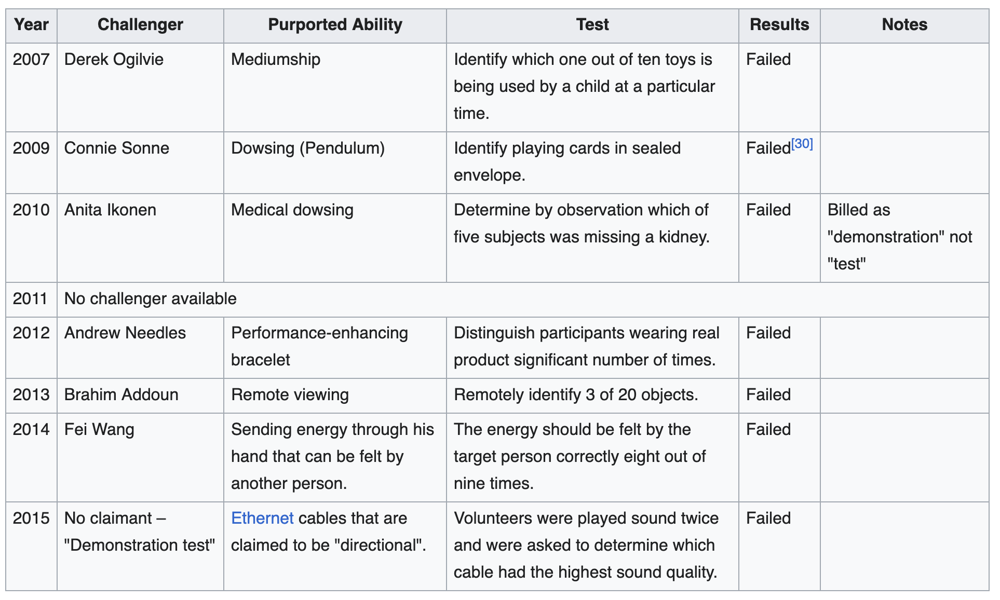 Year Challenger Purported Ability Test Results Notes
2007 Derek Ogilvie Mediumship Identify which one out of ten toys is Failed
being used by a child at a particular
time.
2009 Connie Sonne Dowsing (Pendulum) Identify playing cards in sealed Failed[30]
envelope.
2010 Anita Ikonen Medical dowsing Determine by observation which of Failed Billed as
five subjects was missing a kidney. "demonstration" not
"test"
2011 No challenger available
2012 Andrew Needles Performance-enhancing Distinguish participants wearing real Failed
bracelet product significant number of times.
2013 Brahim Addoun Remote viewing Remotely identify 3 of 20 objects. Failed
2014 Fei Wang Sending energy through his The energy should be felt by the Failed
hand that can be felt by target person correctly eight out of
another person. nine times.
2015 No claimant – Ethernet cables that are Volunteers were played sound twice Failed
"Demonstration test" claimed to be "directional". and were asked to determine which
cable had the highest sound quality.